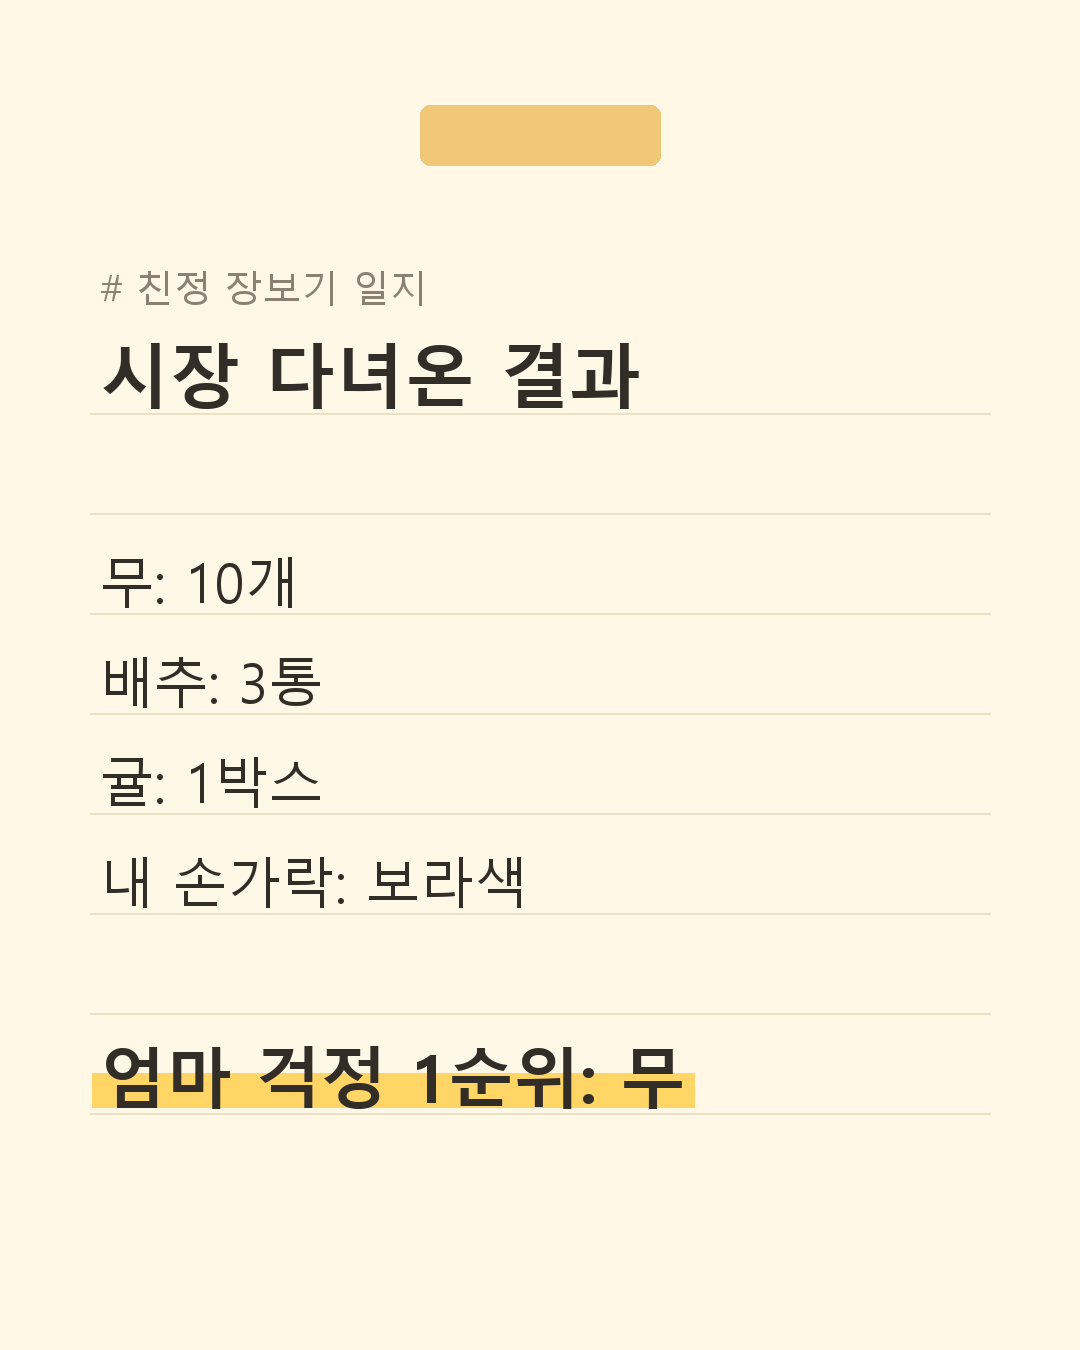 # 친정 장보기 일지
시장 다녀온 결과
무: 10개
배추: 3통
귤: 1박스
내 손가락: 보라색
엄마 걱정 1순위: 무